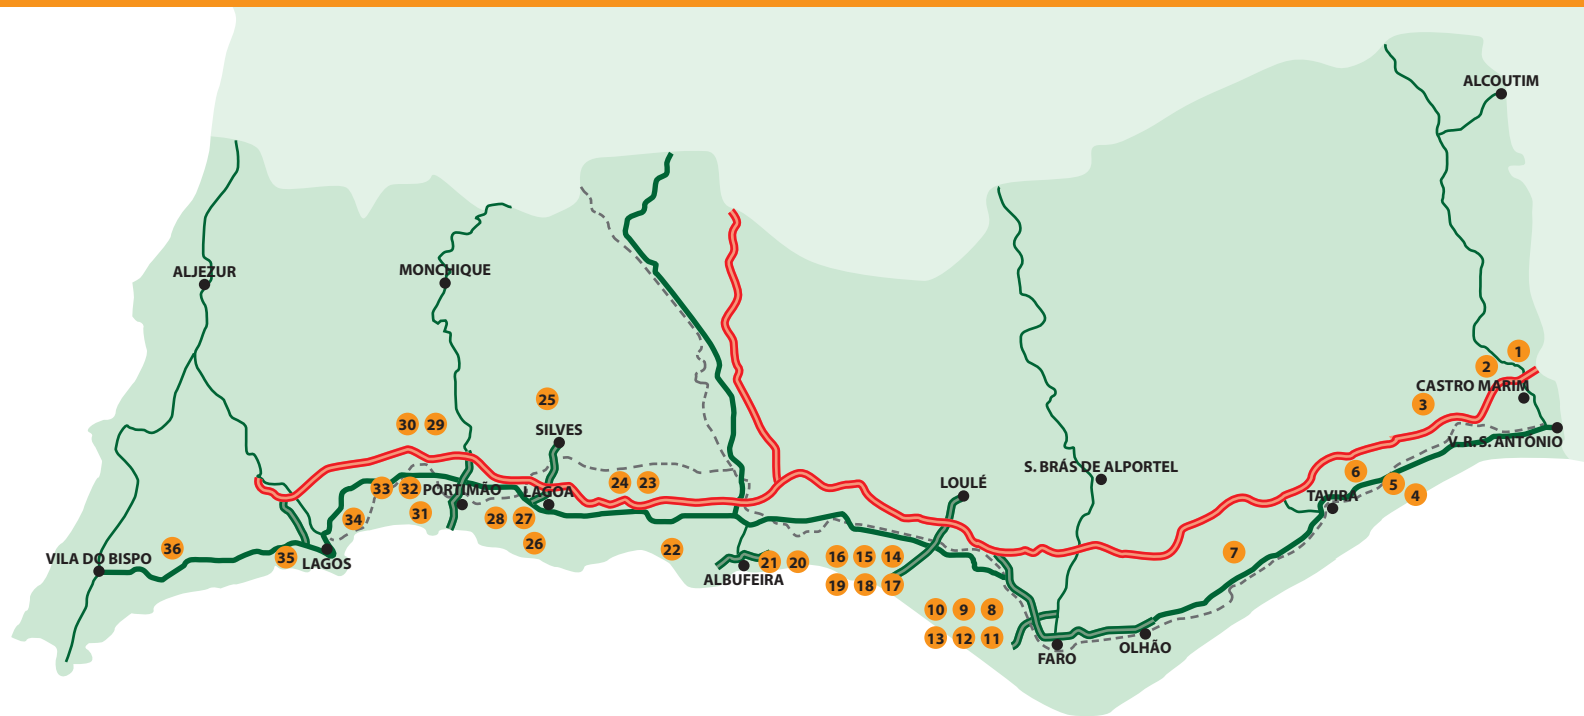 ALCOUTIM
ALJEZUR
MONCHIQUE
1
2
CASTRO MARIM
3
25
30 29
SILVES
V. R. S. ANTÓNIO
S. BRÁS DE ALPORTEL
6
LOULÉ
24 23
33 32 PORTIMÃO
LAGOA
5
4
TAVIRA
31
34
28 27
26
22
7
36
VILA DO BISPO
35
LAGOS
21 20
ALBUFEIRA
16 15 14
19 18 17
10 9 8
13 12 11
OLHÃO
FARO